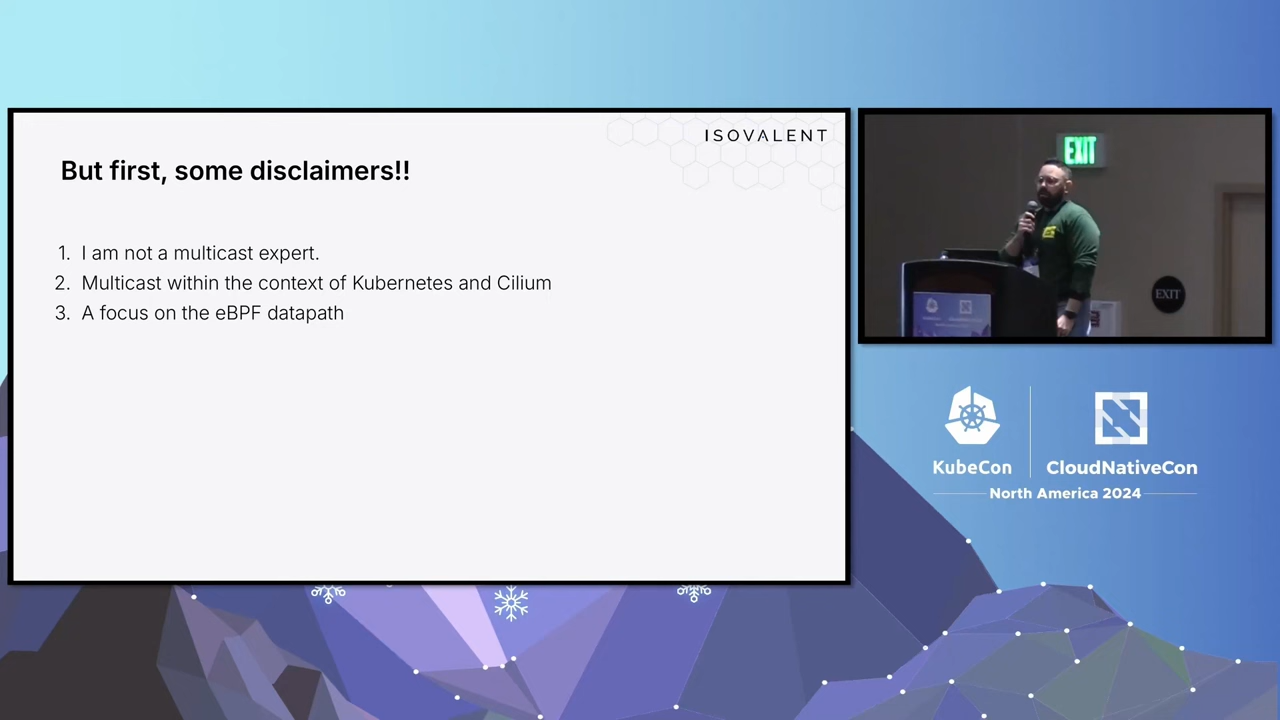 ISOVALENT
But first, some disclaimers!!
1. I am not a multicast expert.
2. Multicast within the context of Kubernetes and Cilium
3. A focus on the eBPF datapath
EXIT
EXIT
KubeCon
CloudNativeCon
North America 2024